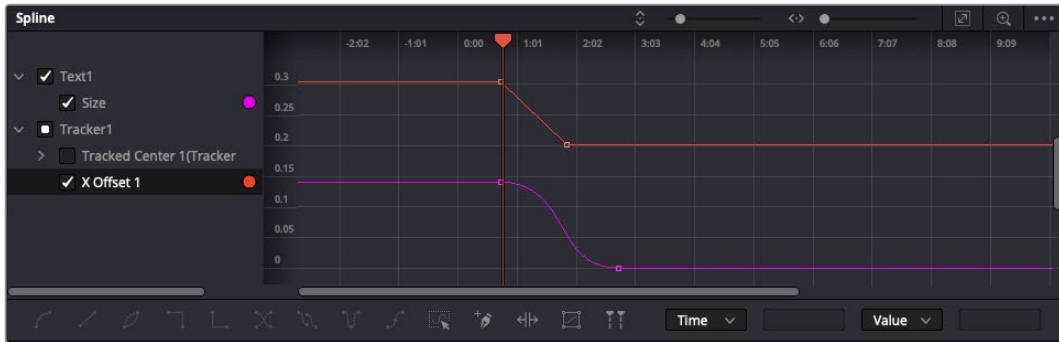 Spline
-2:02 -1:01 0:00 1:01 2:02 3:03 4:04 5:05 6:06 7:07 8:08 9:09
Text1
Size
Tracker1
Tracked Center 1(Tracker
X Offset 1
0.3
0.25
0.2
0.15
0.1
0.05
0
Time Value